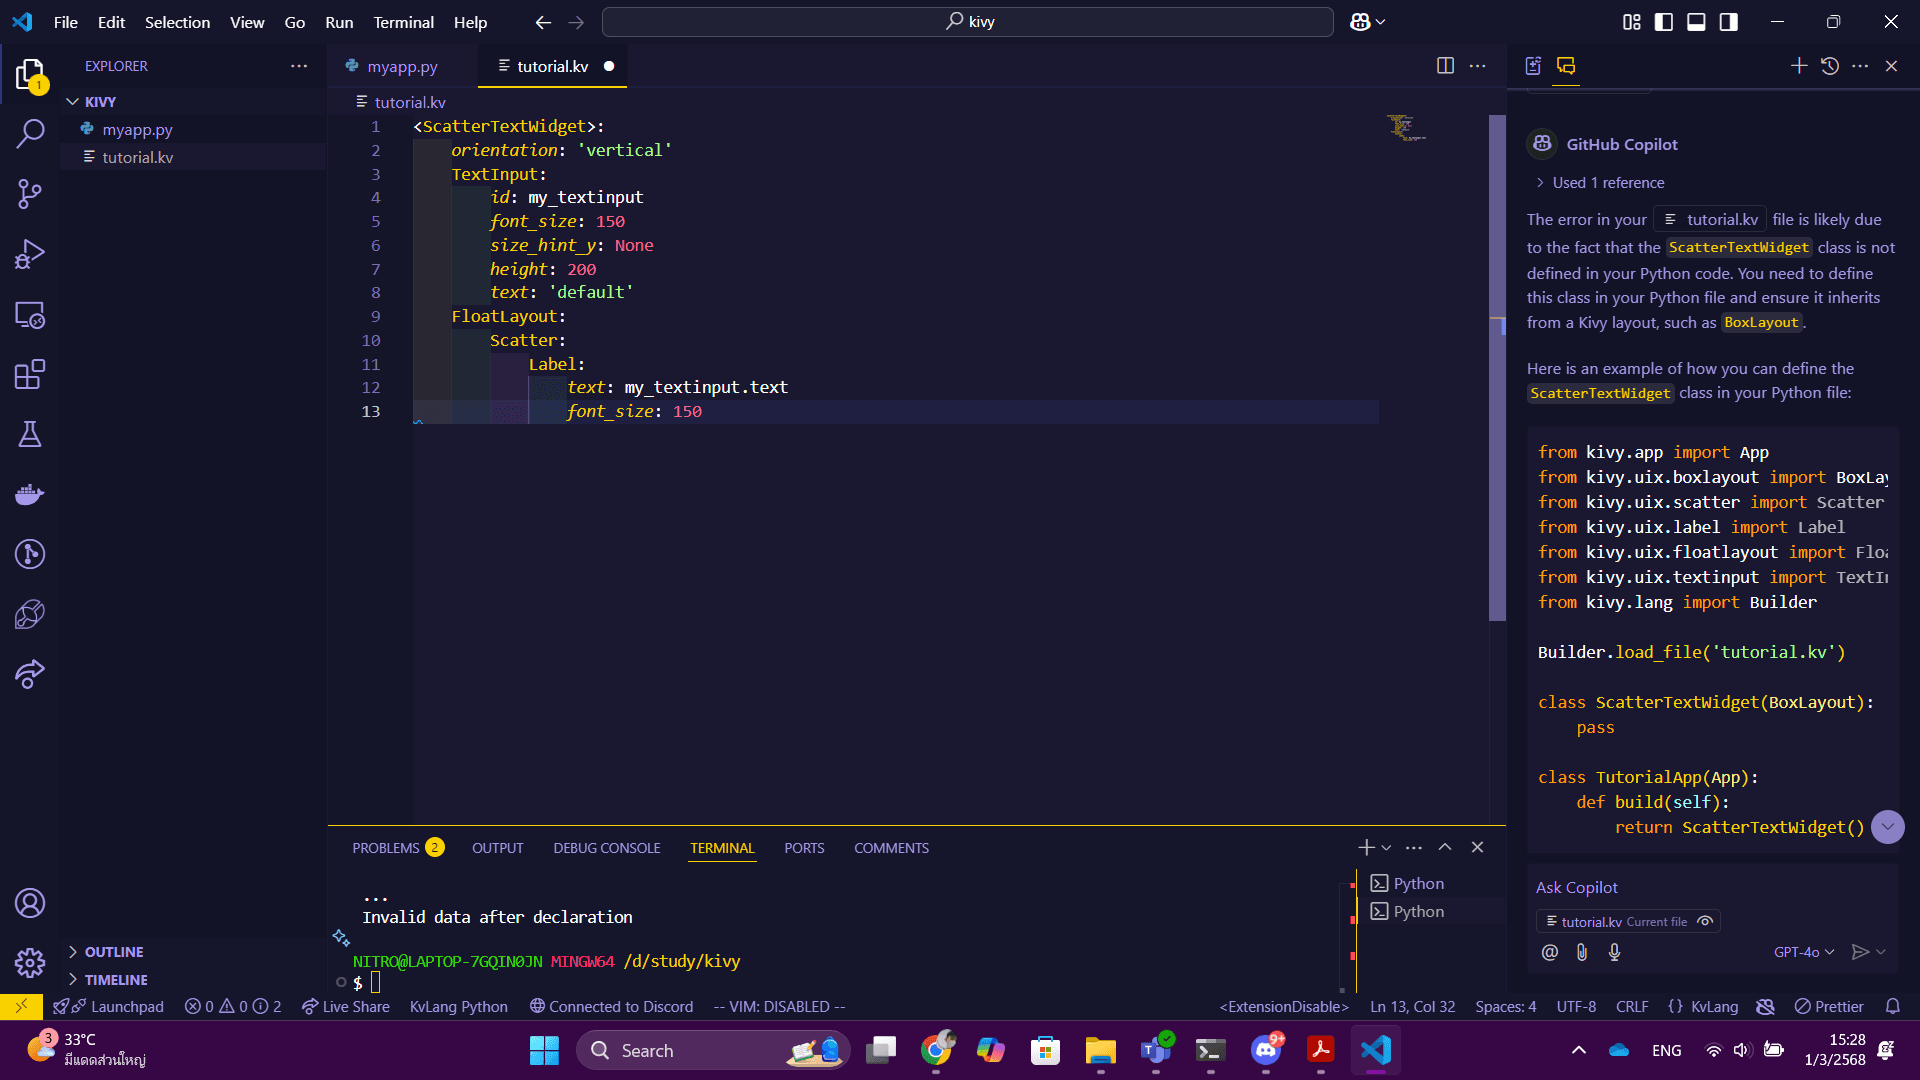 File Edit Selection View Go Run Terminal Help
kivy
EXPLORER
KIVY
myapp.py
tutorial.kv
1
myapp.py
tutorial.kv
tutorial.kv
1 <ScatterTextWidget>:
2 orientation: 'vertical'
3 TextInput:
4 id: my_textinput
5 font_size: 150
6 size_hint_y: None
7 height: 200
8 text: 'default'
9 FloatLayout:
10 Scatter:
11 Label:
12 text: my_textinput.text
13 font_size: 150
PROBLEMS 2 OUTPUT DEBUG CONSOLE TERMINAL PORTS COMMENTS
...
Invalid data after declaration
NITRO@LAPTOP-7GQIN0JN MINGW64 /d/study/kivy
$
Python
Python
OUTLINE
TIMELINE
GitHub Copilot
Used 1 reference
The error in your tutorial.kv file is likely due
to the fact that the ScatterTextWidget class is not
defined in your Python code. You need to define
this class in your Python file and ensure it inherits
from a Kivy layout, such as BoxLayout.
Here is an example of how you can define the
ScatterTextWidget class in your Python file:
from kivy.app import App
from kivy.uix.boxlayout import BoxLay
from kivy.uix.scatter import Scatter
from kivy.uix.label import Label
from kivy.uix.floatlayout import Floa
from kivy.uix.textinput import TextIn
from kivy.lang import Builder
Builder.load_file('tutorial.kv')
class ScatterTextWidget(BoxLayout):
pass
class TutorialApp(App):
def build(self):
return ScatterTextWidget()
Ask Copilot
tutorial.kv Current file
@ GPT-4o
Launchpad 0 0 2 Live Share KvLang Python Connected to Discord -- VIM: DISABLED -- <ExtensionDisable> Ln 13, Col 32 Spaces: 4 UTF-8 CRLF {} KvLang Prettier
3 33°C
มีแดดส่วนใหญ่
Search
9+
ENG
15:28
1/3/2568